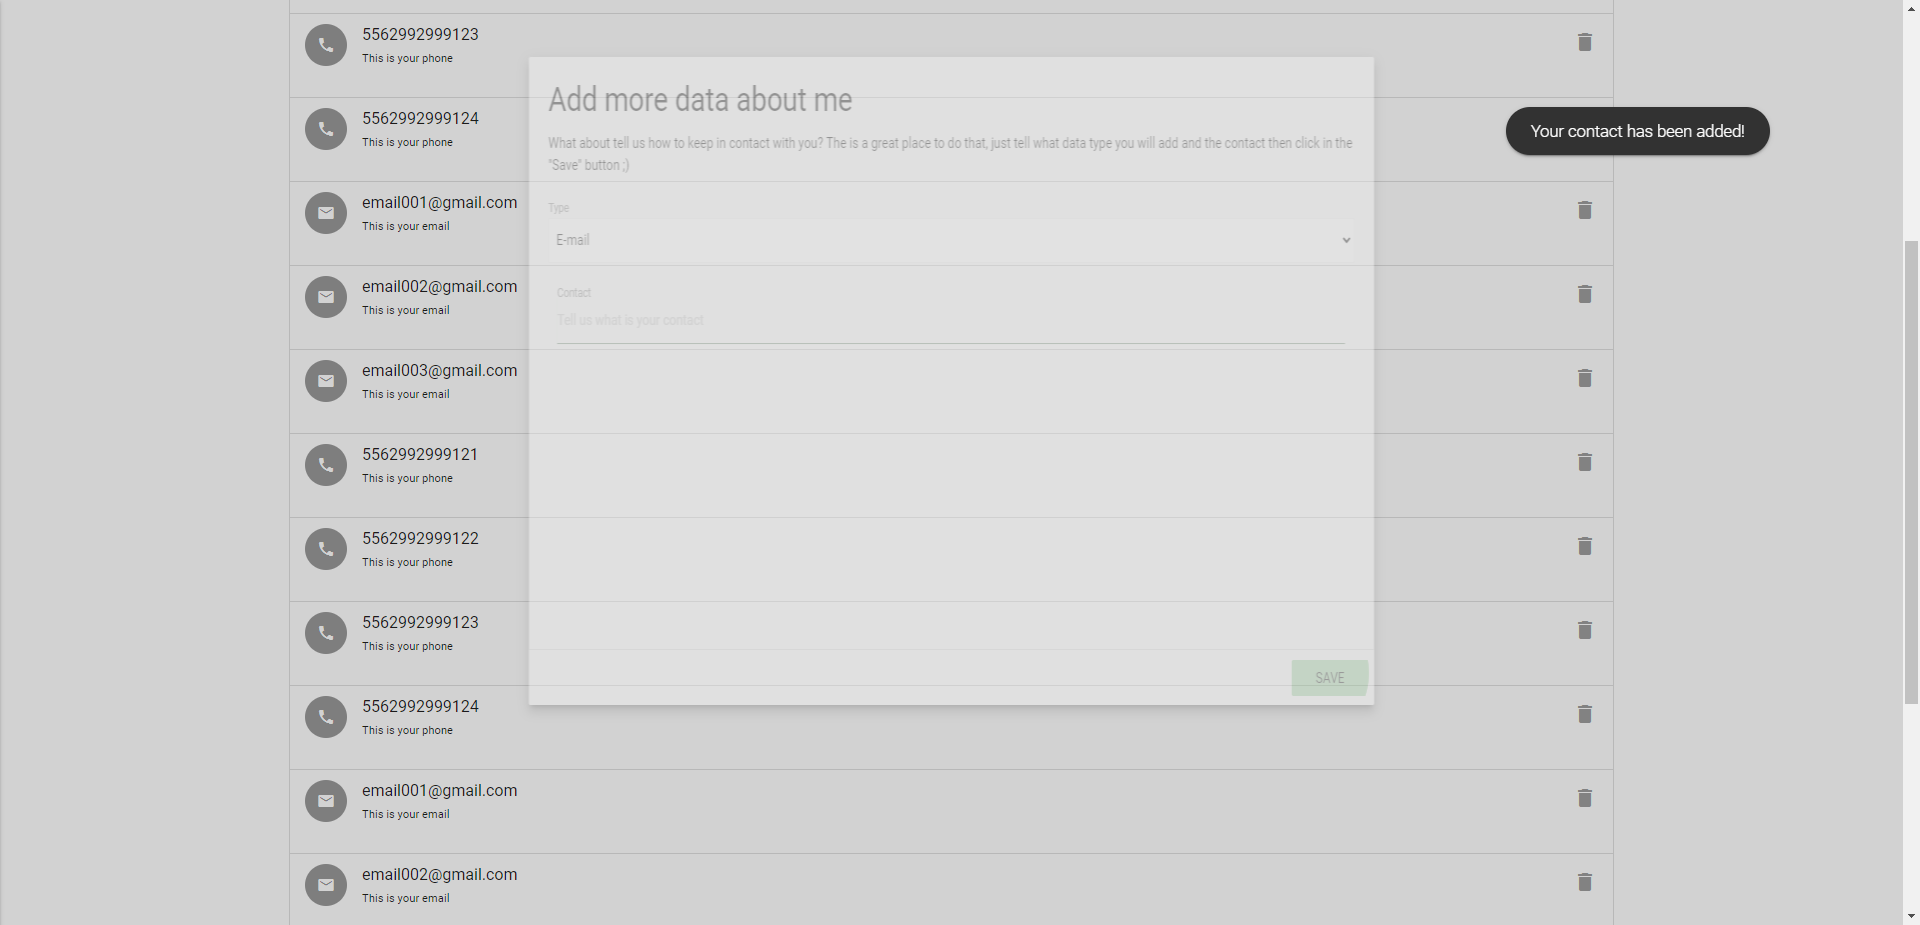 5562992999123
This is your phone
5562992999124
This is your phone
email001@gmail.com
This is your email
email002@gmail.com
This is your email
email003@gmail.com
This is your email
5562992999121
This is your phone
5562992999122
This is your phone
5562992999123
This is your phone
5562992999124
This is your phone
email001@gmail.com
This is your email
email002@gmail.com
This is your email
Add more data about me
What about tell us how to keep in contact with you? The is a great place to do that, just tell what data type you will add and the contact then click in the
"Save" button ;)
Type
E-mail
Contact
Tell us what is your contact
SAVE
Your contact has been added!